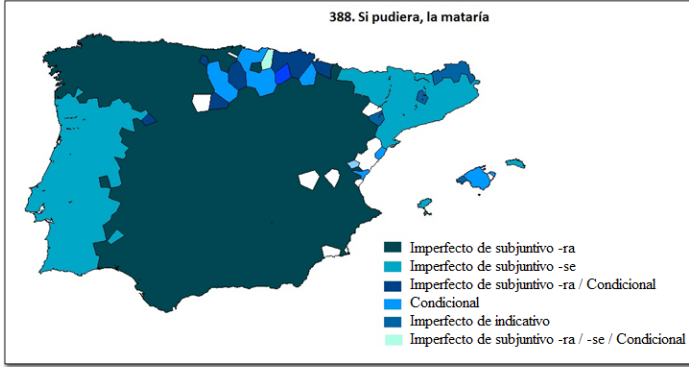 388. Si pudiera, la mataría
Imperfecto de subjuntivo -ra
Imperfecto de subjuntivo -se
Imperfecto de subjuntivo -ra / Condicional
Condicional
Imperfecto de indicativo
Imperfecto de subjuntivo -ra / -se / Condicional